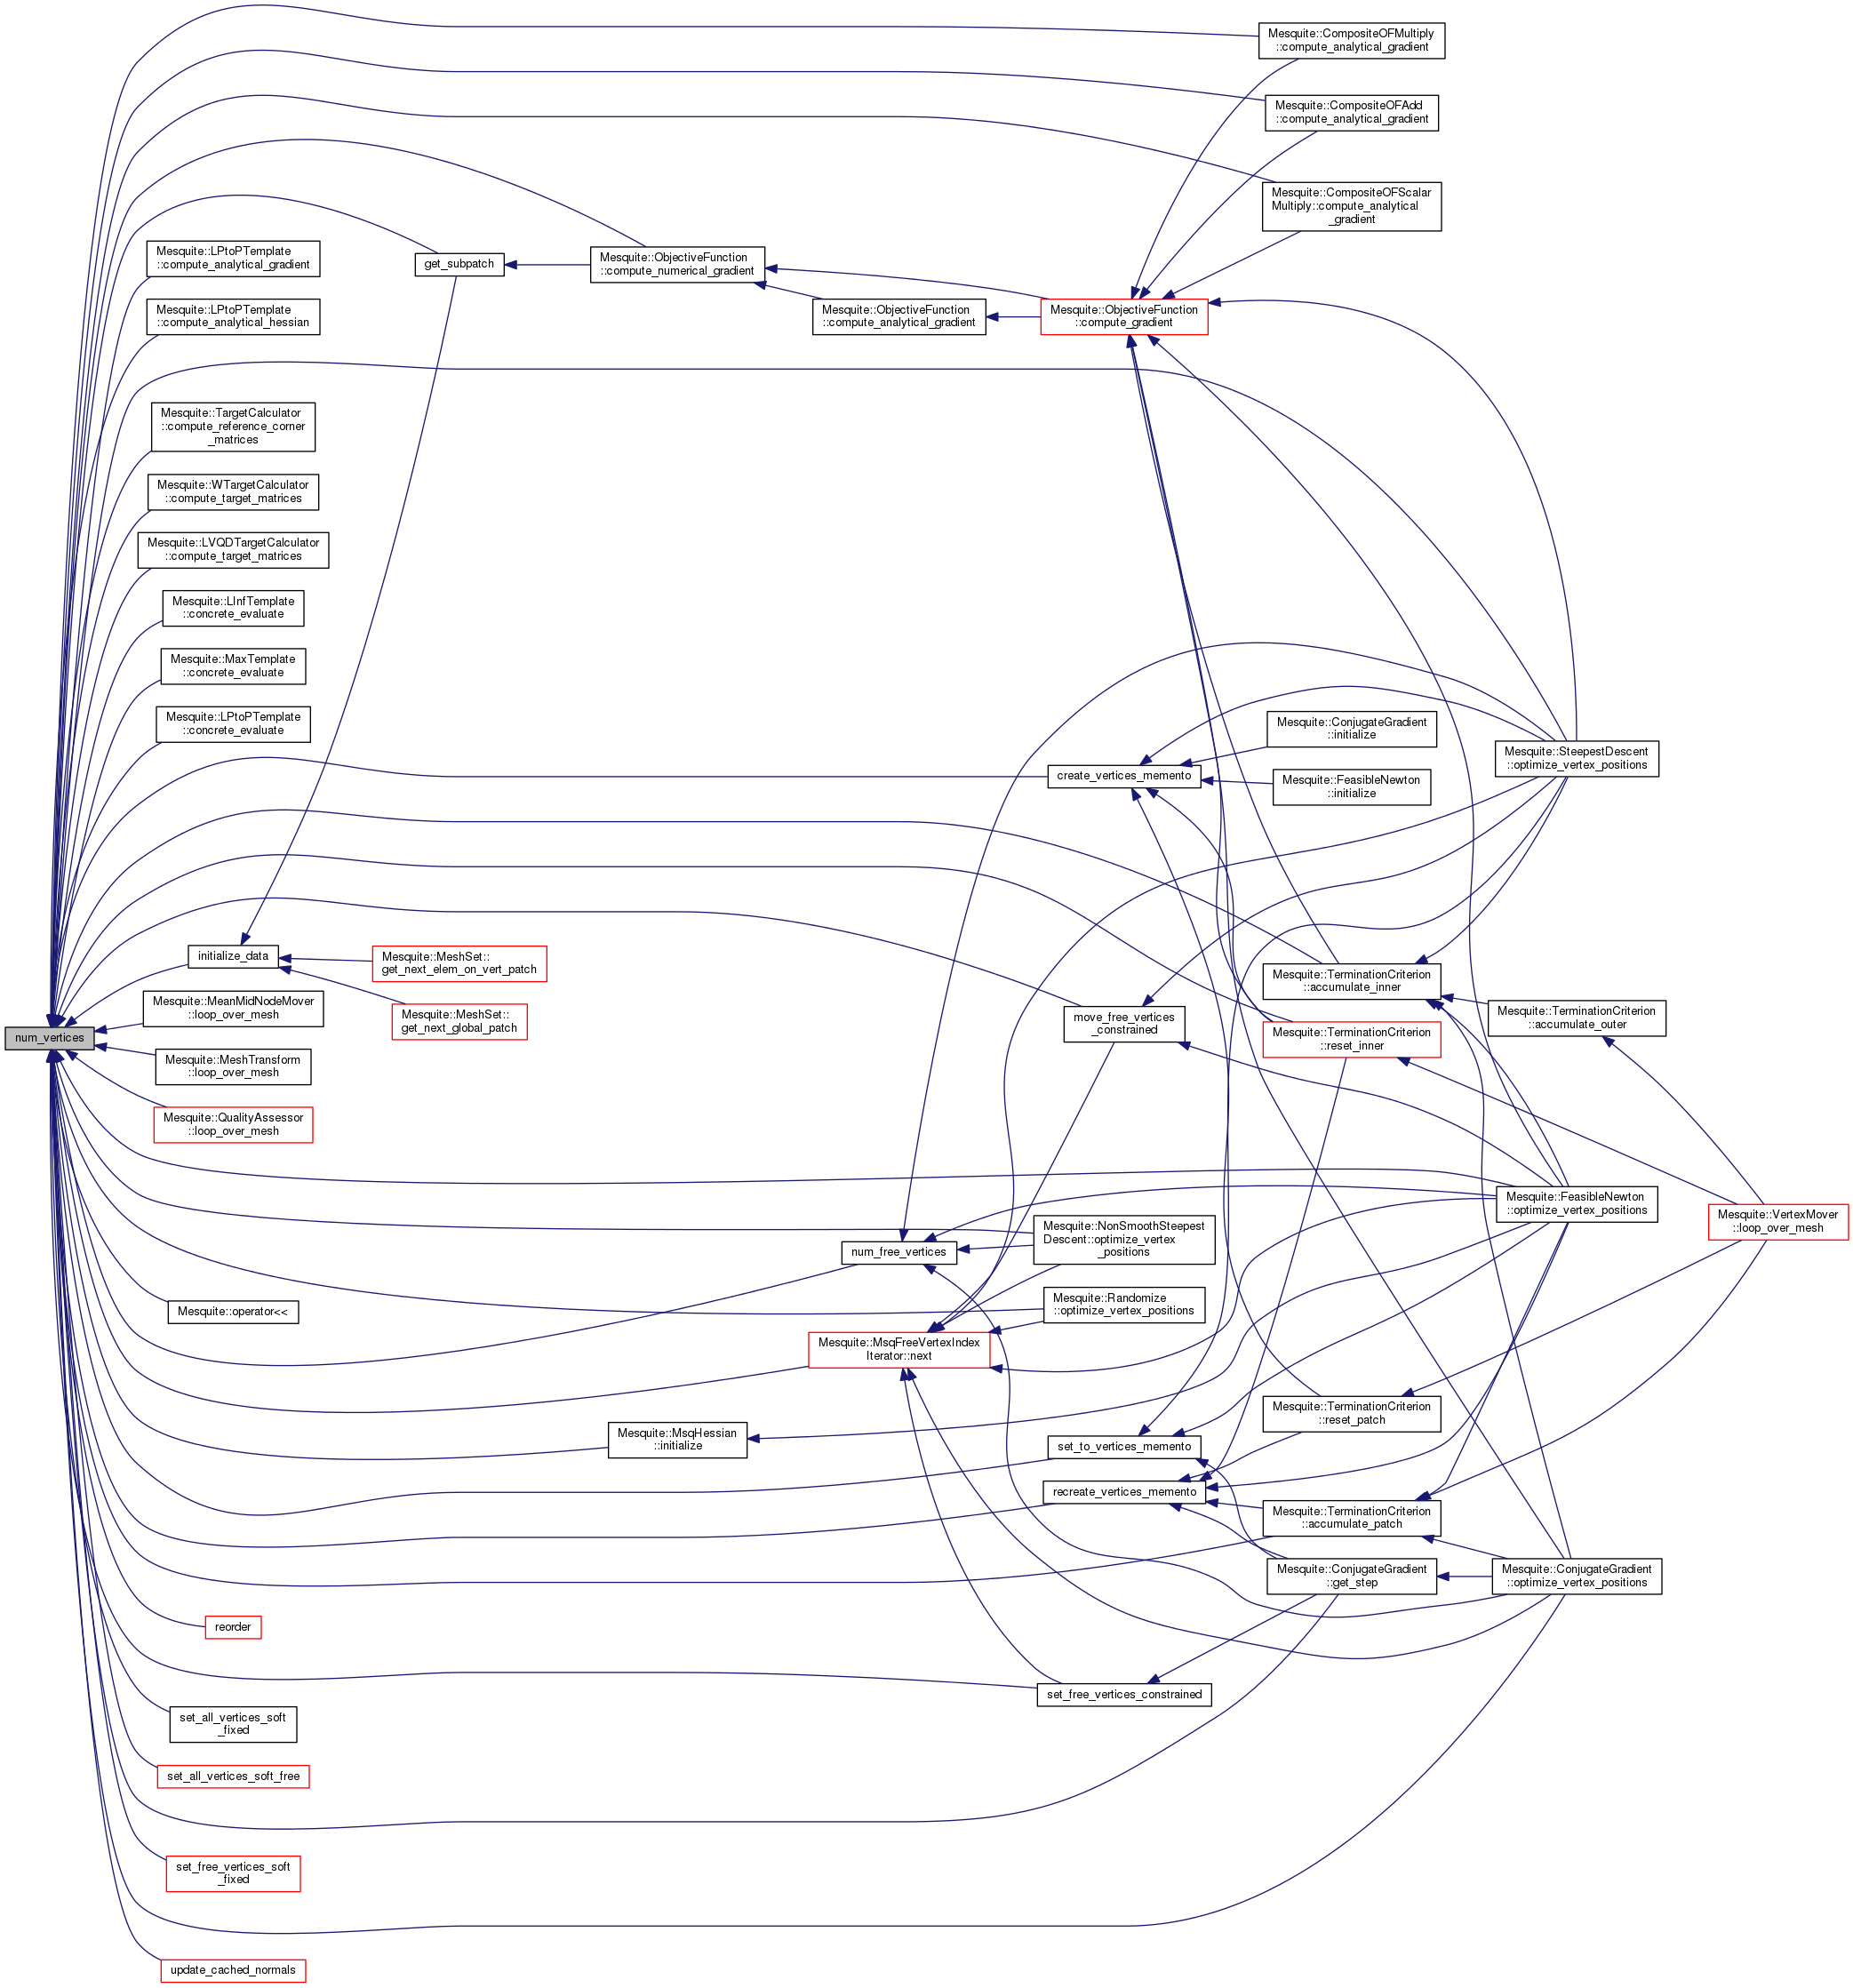 Mesquite::CompositeOFMultiply
::compute_analytical_gradient
Mesquite::CompositeOFAdd
::compute_analytical_gradient
Mesquite::CompositeOFScalar
Multiply::compute_analytical
_gradient
Mesquite::LPtoPTemplate
::compute_analytical_gradient
get_subpatch
Mesquite::ObjectiveFunction
::compute_numerical_gradient
Mesquite::LPtoPTemplate
::compute_analytical_hessian
Mesquite::ObjectiveFunction
::compute_analytical_gradient
Mesquite::ObjectiveFunction
::compute_gradient
Mesquite::TargetCalculator
::compute_reference_corner
_matrices
Mesquite::WTargetCalculator
::compute_target_matrices
Mesquite::LVQDTargetCalculator
::compute_target_matrices
Mesquite::LInfTemplate
::concrete_evaluate
Mesquite::MaxTemplate
::concrete_evaluate
Mesquite::LPtoPTemplate
::concrete_evaluate
Mesquite::ConjugateGradient
::initialize
Mesquite::SteepestDescent
::optimize_vertex_positions
create_vertices_memento
Mesquite::FeasibleNewton
::initialize
initialize_data
Mesquite::MeshSet::
get_next_elem_on_vert_patch
Mesquite::TerminationCriterion
::accumulate_inner
Mesquite::MeanMidNodeMover
::loop_over_mesh
Mesquite::MeshSet::
get_next_global_patch
move_free_vertices
_constrained
Mesquite::TerminationCriterion
::accumulate_outer
num_vertices
Mesquite::TerminationCriterion
::reset_inner
Mesquite::MeshTransform
::loop_over_mesh
Mesquite::QualityAssessor
::loop_over_mesh
Mesquite::FeasibleNewton
::optimize_vertex_positions
Mesquite::VertexMover
::loop_over_mesh
num_free_vertices
Mesquite::NonSmoothSteepest
Descent::optimize_vertex
_positions
Mesquite::operator<<
Mesquite::Randomize
::optimize_vertex_positions
Mesquite::MsqFreeVertexIndex
Iterator::next
Mesquite::TerminationCriterion
::reset_patch
Mesquite::MsqHessian
::initialize
set_to_vertices_memento
recreate_vertices_memento
Mesquite::TerminationCriterion
::accumulate_patch
Mesquite::ConjugateGradient
::get_step
Mesquite::ConjugateGradient
::optimize_vertex_positions
reorder
set_free_vertices_constrained
set_all_vertices_soft
_fixed
set_all_vertices_soft_free
set_free_vertices_soft
_fixed
update_cached_normals